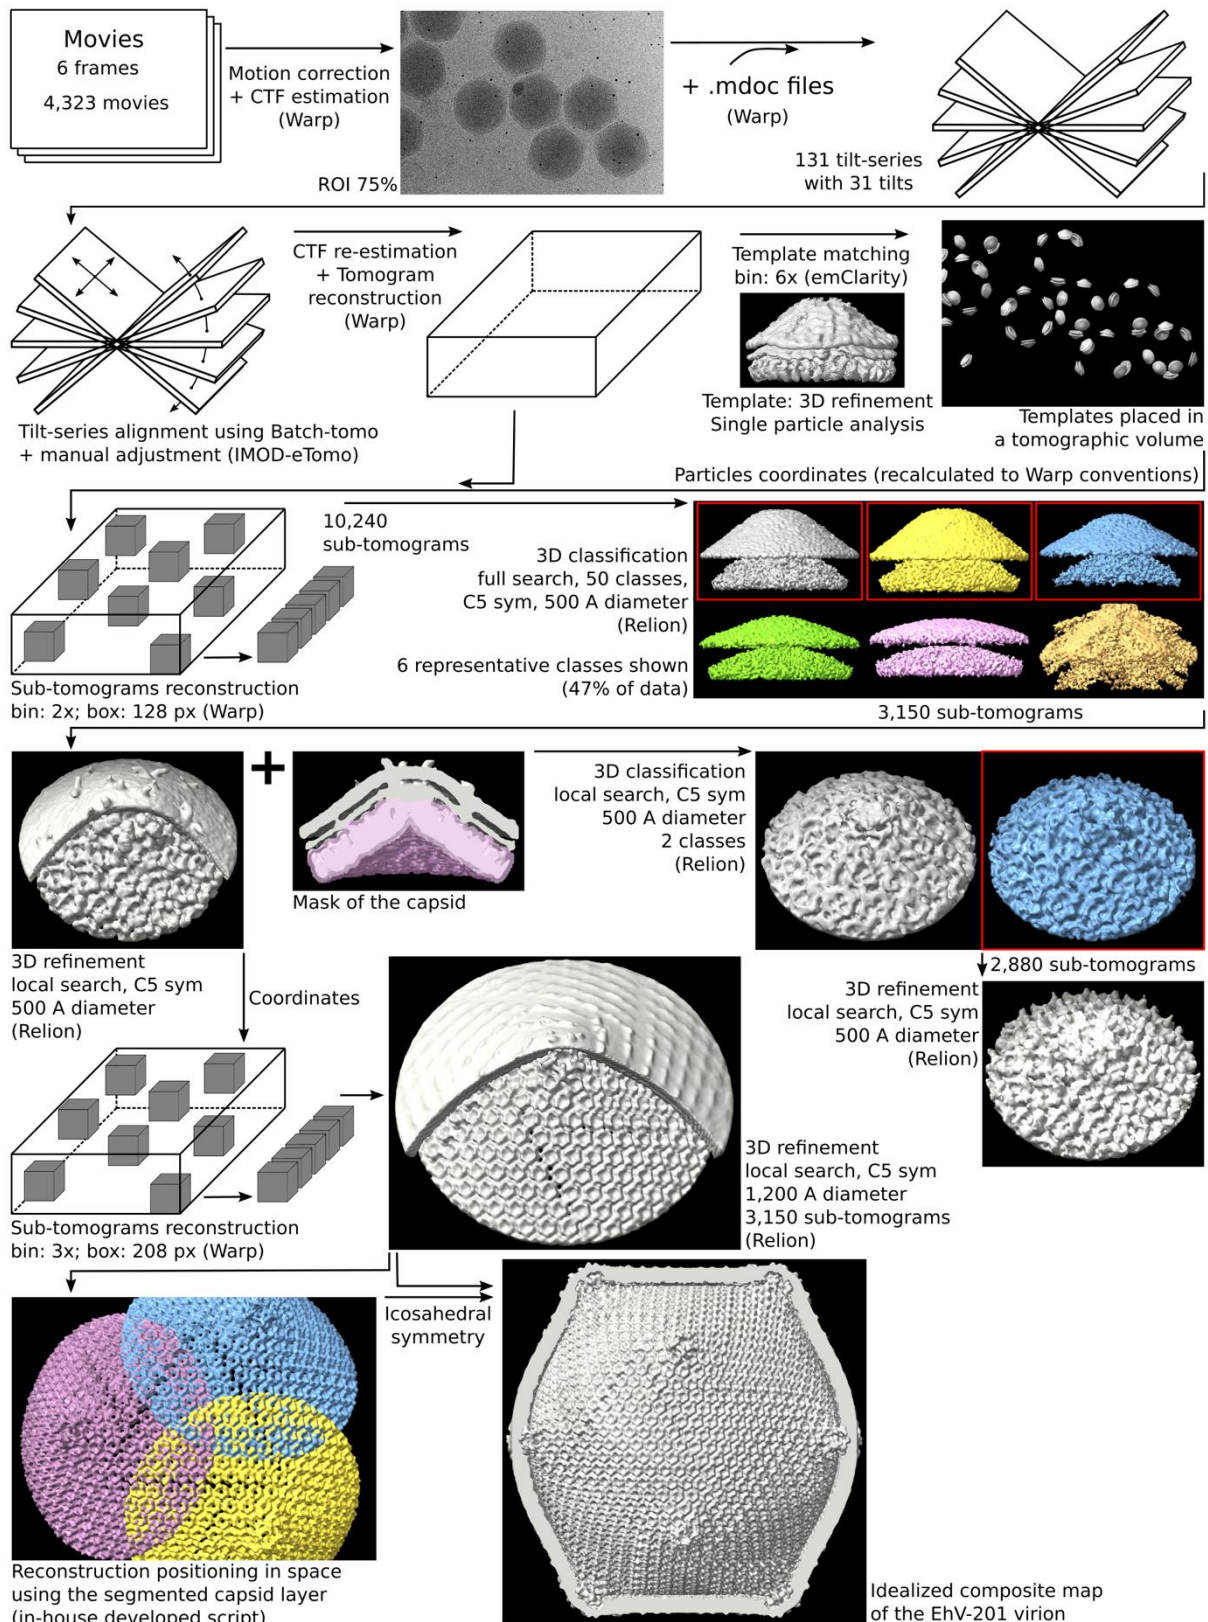 Movies
6 frames
4,323 movies
Motion correction
+ CTF estimation
(Warp)
ROI 75%
+ .mdoc files
(Warp)
131 tilt-series
with 31 tilts
Tilt-series alignment using Batch-tomo
+ manual adjustment (IMOD-eTomo)
CTF re-estimation
+ Tomogram
reconstruction
(Warp)
Template matching
bin: 6x (emClarity)
Template: 3D refinement
Single particle analysis
Templates placed in
a tomographic volume
Particles coordinates (recalculated to Warp conventions)
10,240
sub-tomograms
Sub-tomograms reconstruction
bin: 2x; box: 128 px (Warp)
3D classification
full search, 50 classes,
C5 sym, 500 A diameter
(Relion)
6 representative classes shown
(47% of data)
3,150 sub-tomograms
+
Mask of the capsid
3D classification
local search, C5 sym
500 A diameter
2 classes
(Relion)
3D refinement
local search, C5 sym
500 A diameter
(Relion)
Coordinates
2,880 sub-tomograms
3D refinement
local search, C5 sym
500 A diameter
(Relion)
Sub-tomograms reconstruction
bin: 3x; box: 208 px (Warp)
3D refinement
local search, C5 sym
1,200 A diameter
3,150 sub-tomograms
(Relion)
Icosahedral
symmetry
Reconstruction positioning in space
using the segmented capsid layer
(in-house developed script)
Idealized composite map
of the EhV-201 virion